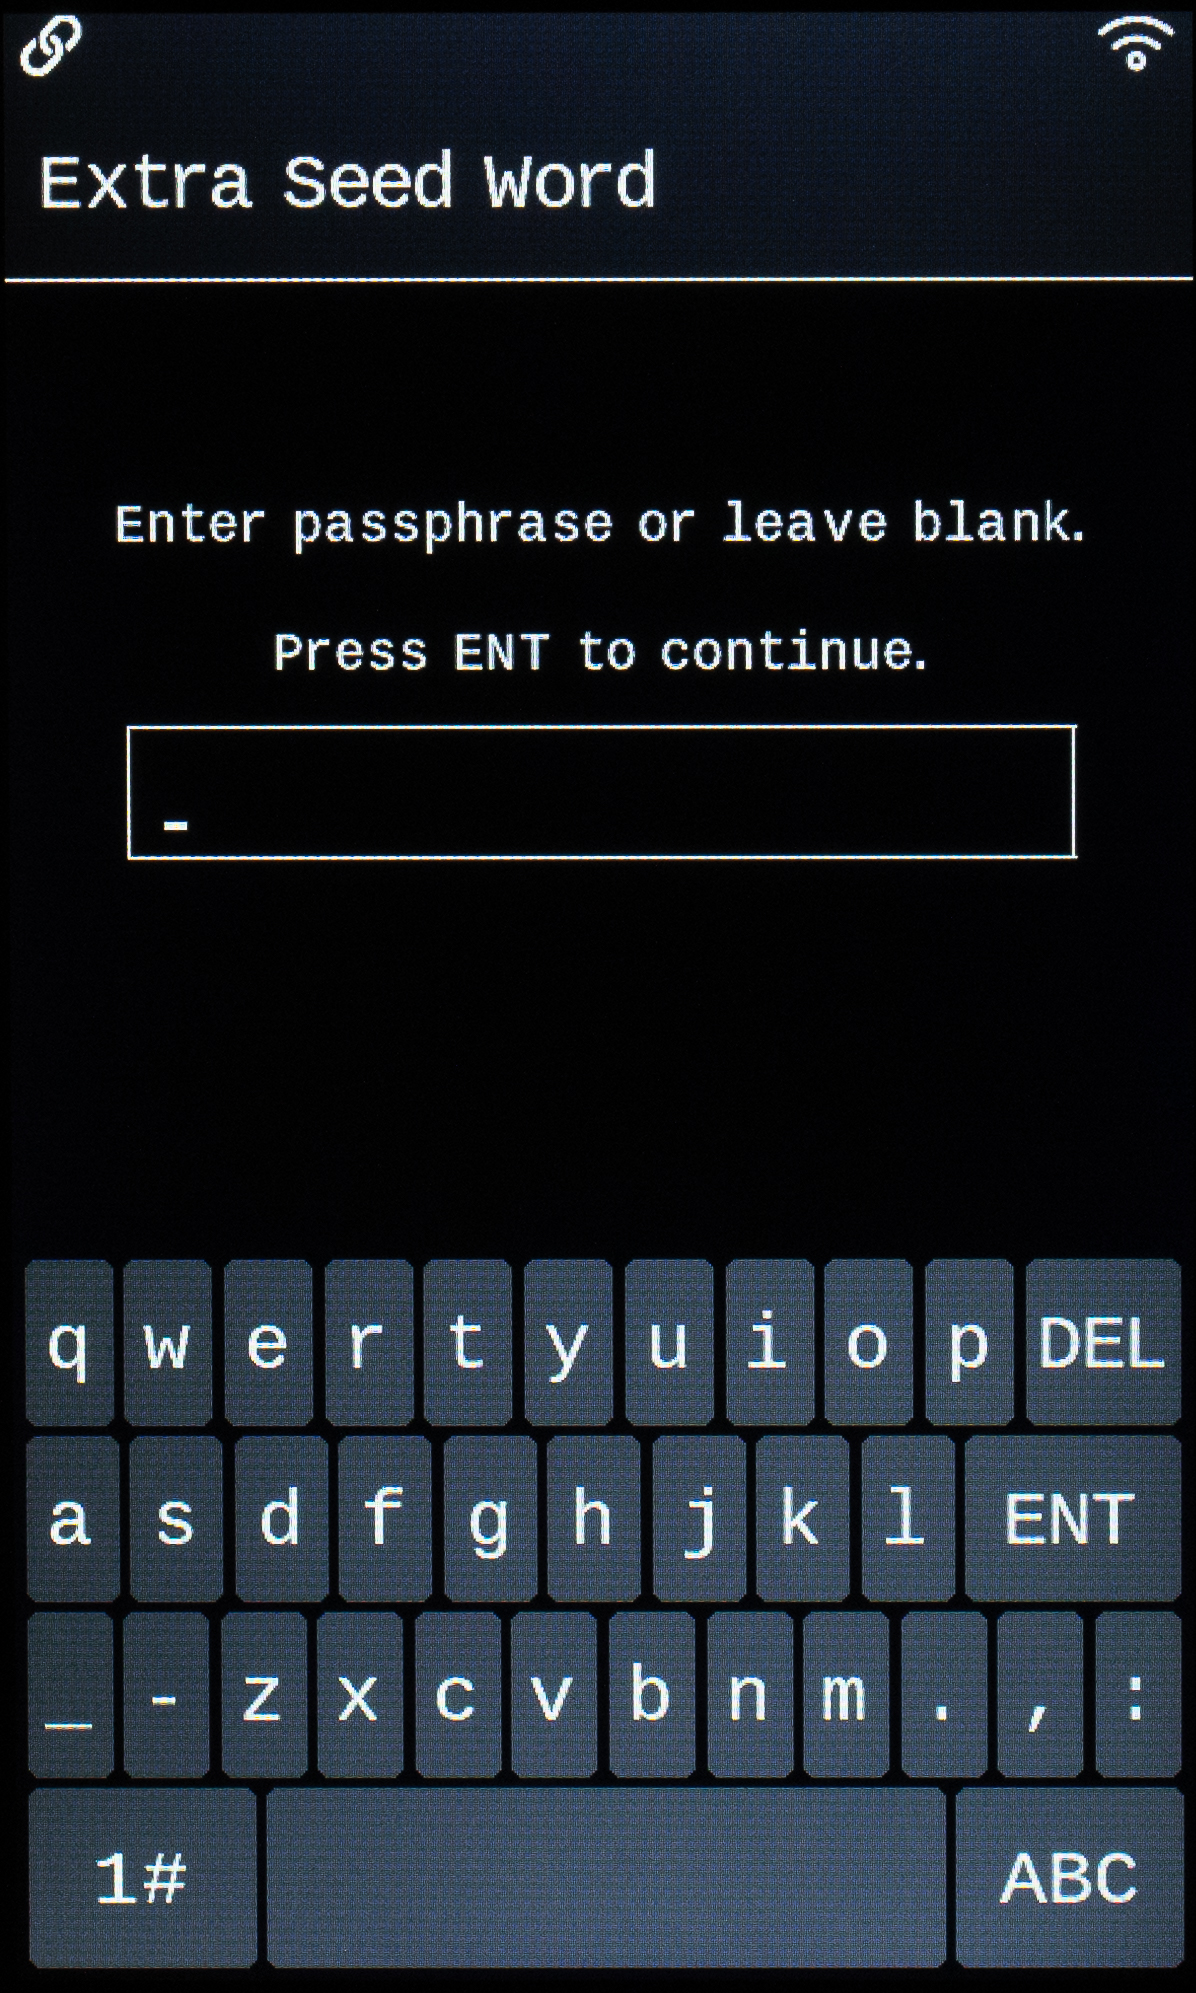 Extra Seed Word
Enter passphrase or leave blank.
Press ENT to continue.
_
q w e r t y u i o p DEL
a s d f g h j k l ENT
_ - z x c v b n m . , :
1# ABC